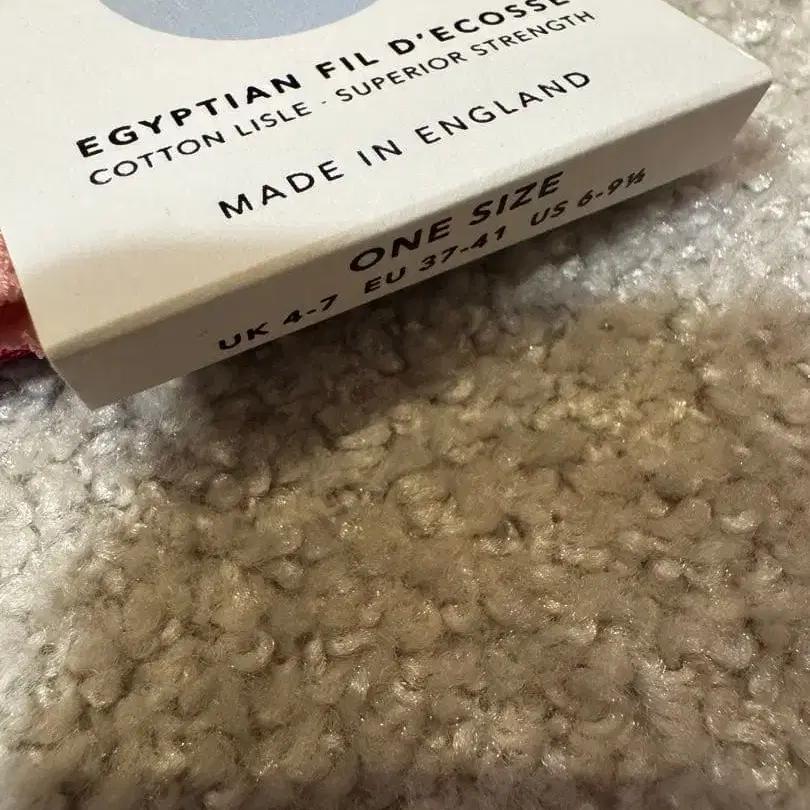 EGYPTIAN FIL D'ECOSSE
COTTON LISLE - SUPERIOR STRENGTH
MADE IN ENGLAND
ONE SIZE
UK 4-7 EU 37-41 US 6-9½